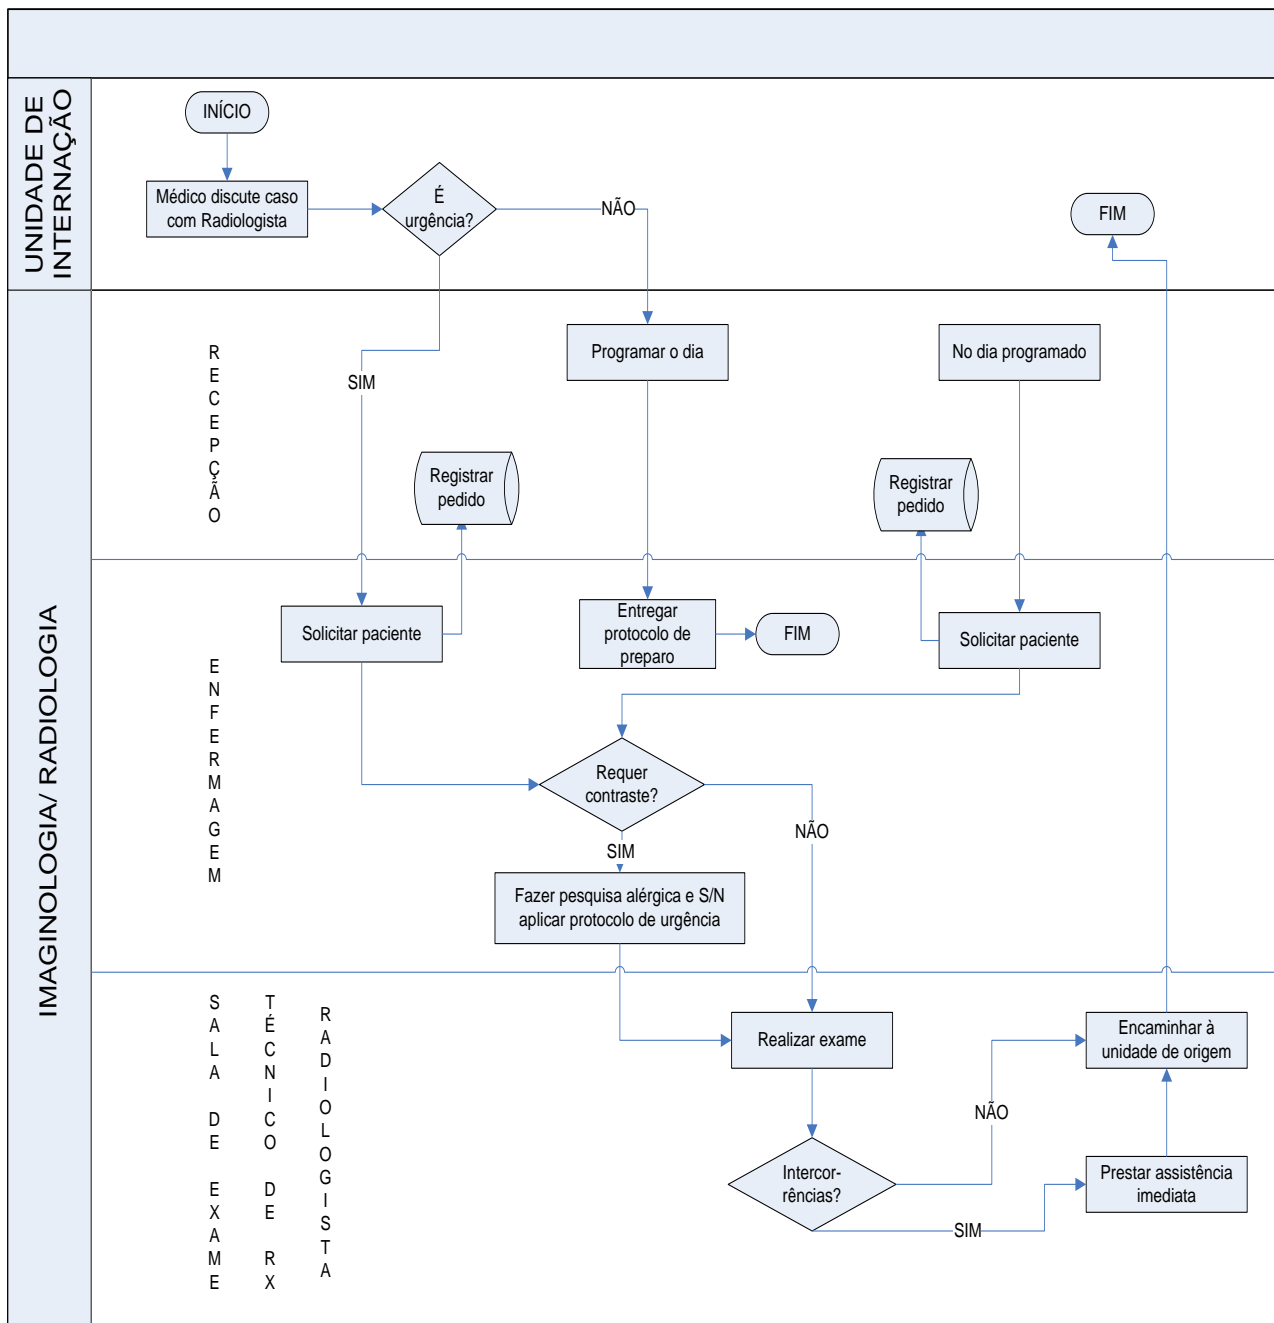 UNIDADE DE
INTERNAÇÃO
INÍCIO
Médico discute caso
com Radiologista
É
urgência?
NÃO
FIM
IMAGINOLOGIA/ RADIOLOGIA
RECEPÇÃO
SIM
Programar o dia
No dia programado
Registrar
pedido
Registrar
pedido
ENFERMAGEM
Solicitar paciente
Entregar
protocolo de
preparo
FIM
Solicitar paciente
Requer
contraste?
NÃO
SIM
Fazer pesquisa alérgica e S/N
aplicar protocolo de urgência
SALA DE EXAME
TÉCNICO DE RX
RADIOLOGISTA
Realizar exame
Encaminhar à
unidade de origem
NÃO
Intercor-
rências?
Prestar assistência
imediata
SIM